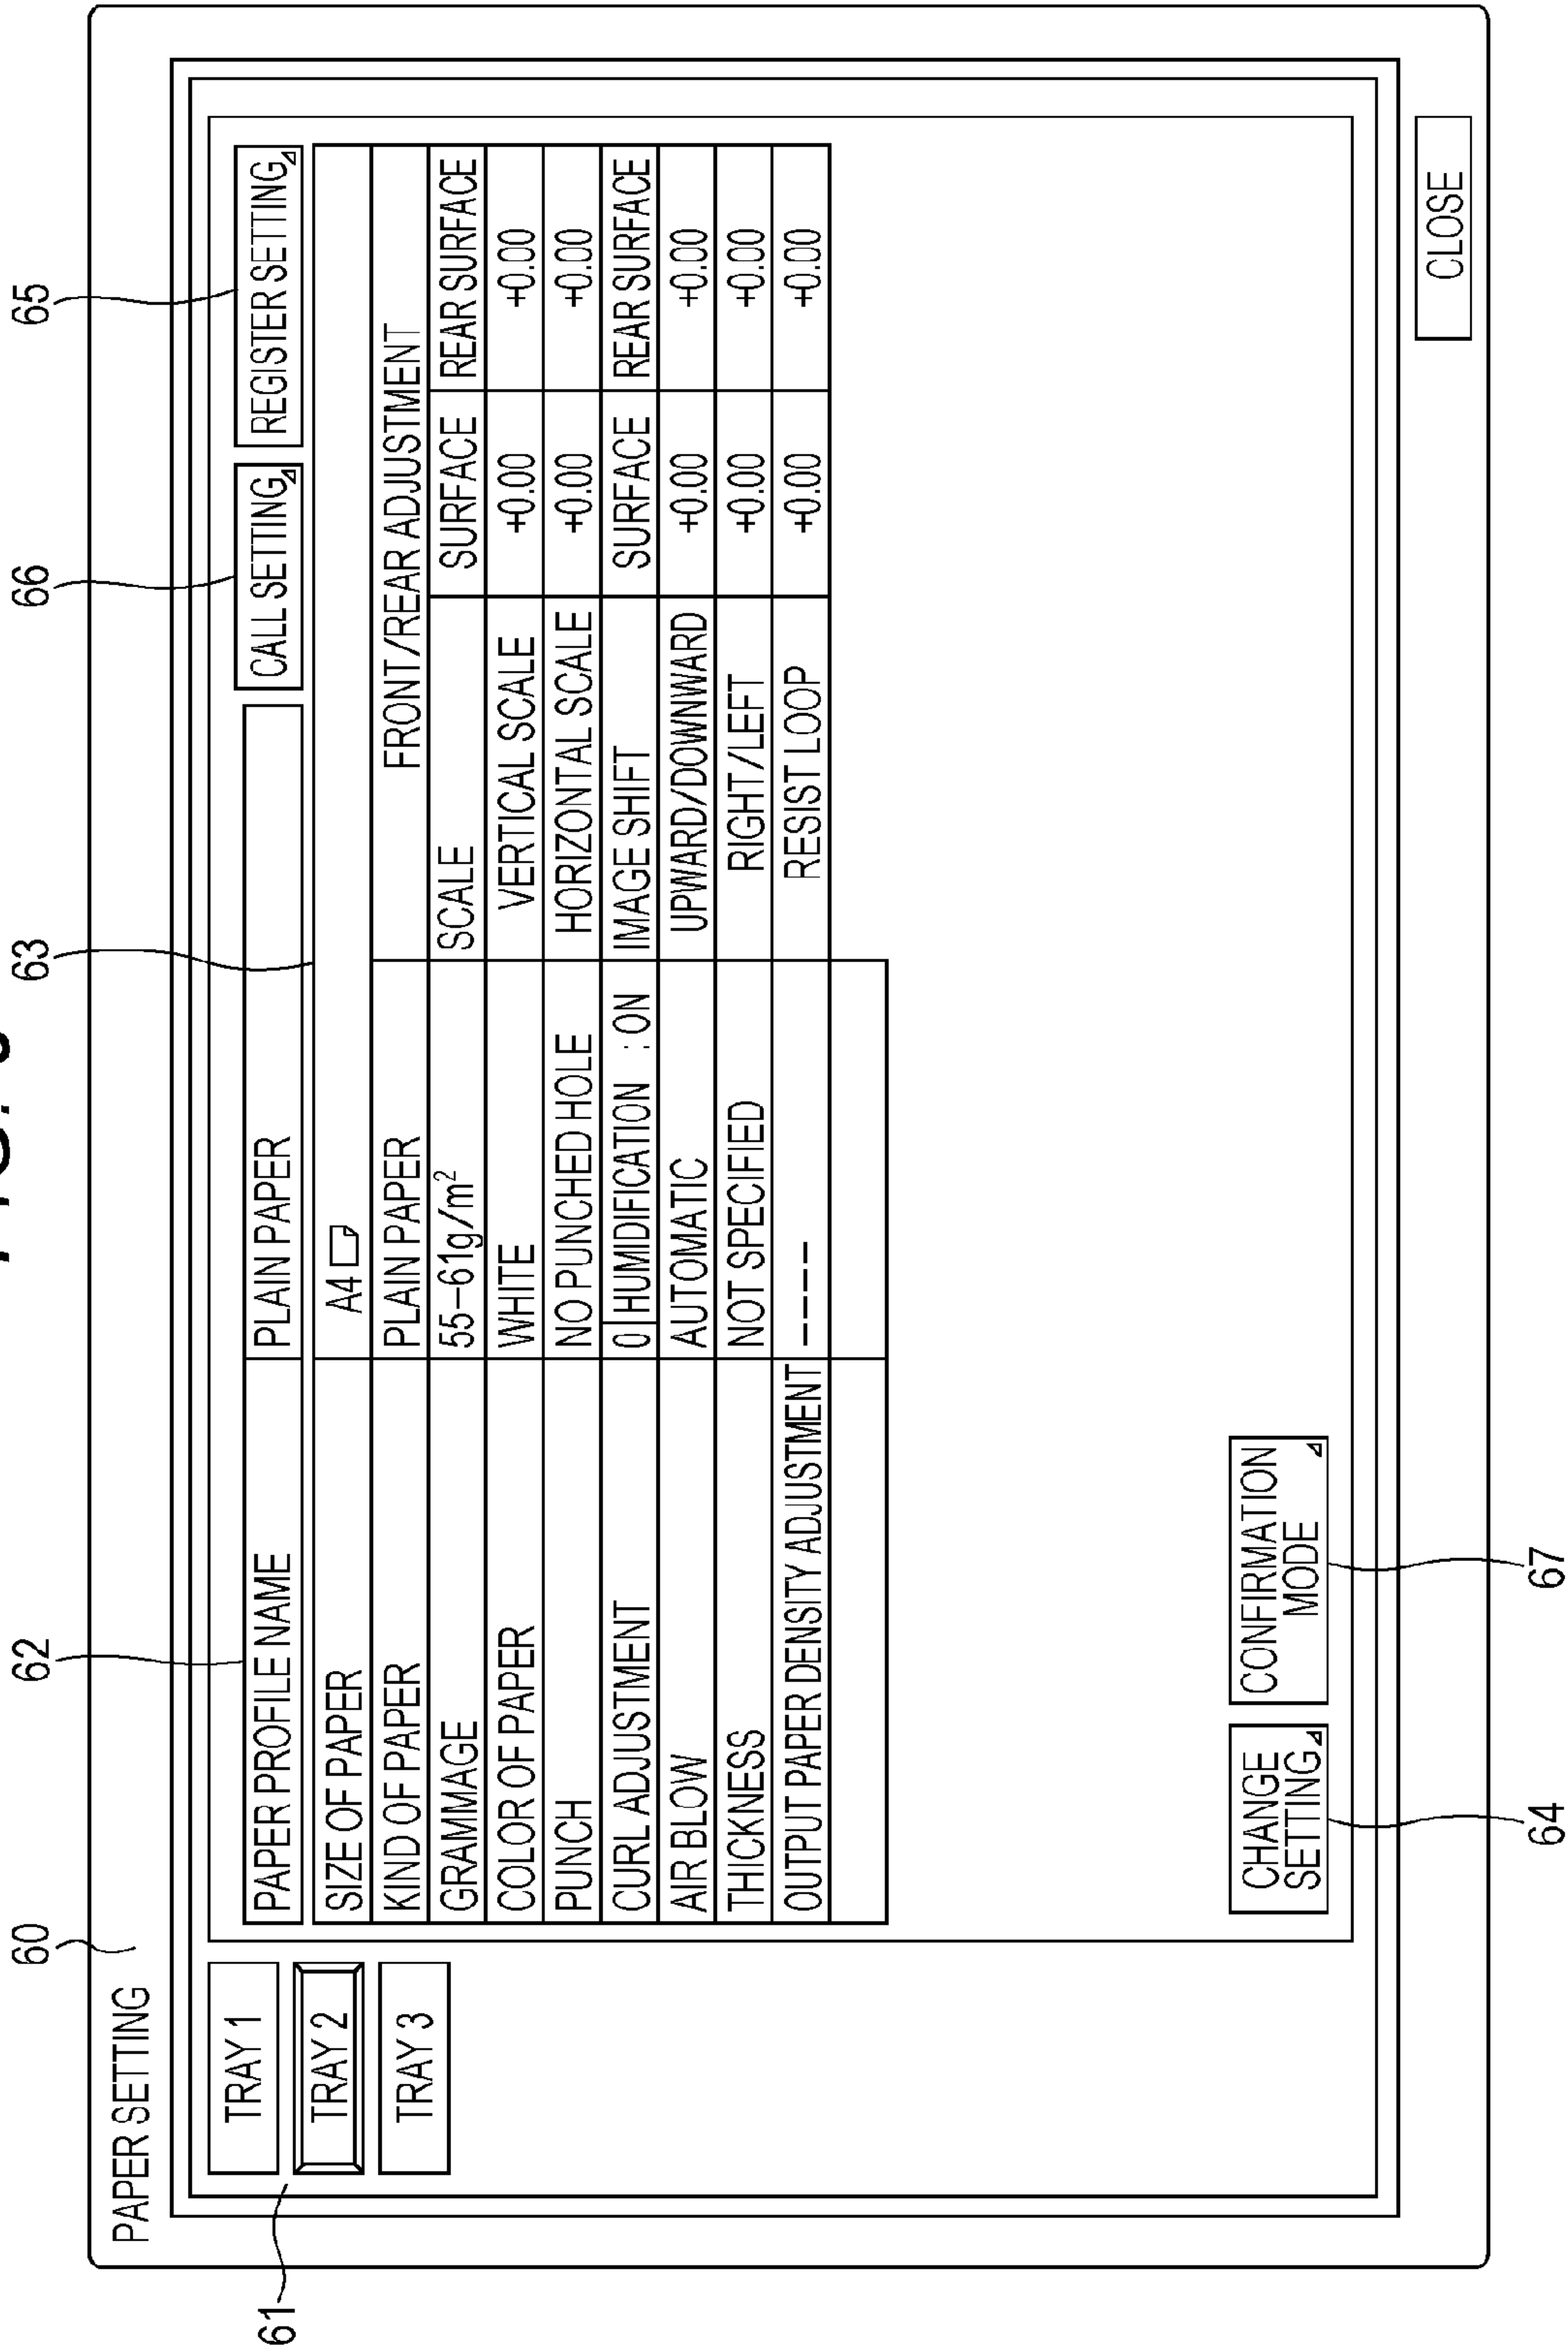 65
66
63
62
60
61
PAPER SETTING
TRAY 1
TRAY 2
TRAY 3
PAPER PROFILE NAME PLAIN PAPER
CALL SETTING
REGISTER SETTING
SIZE OF PAPER A4
KIND OF PAPER PLAIN PAPER FRONT/REAR ADJUSTMENT
GRAMMAGE 55-61g/m² SCALE SURFACE REAR SURFACE
COLOR OF PAPER WHITE VERTICAL SCALE +0.00 +0.00
PUNCH NO PUNCHED HOLE HORIZONTAL SCALE +0.00 +0.00
CURL ADJUSTMENT 0 HUMIDIFICATION : ON IMAGE SHIFT SURFACE REAR SURFACE
AIR BLOW AUTOMATIC UPWARD/DOWNWARD +0.00 +0.00
THICKNESS NOT SPECIFIED RIGHT/LEFT +0.00 +0.00
OUTPUT PAPER DENSITY ADJUSTMENT ----- RESIST LOOP +0.00 +0.00
CHANGE
SETTING
CONFIRMATION
MODE
CLOSE
64
67